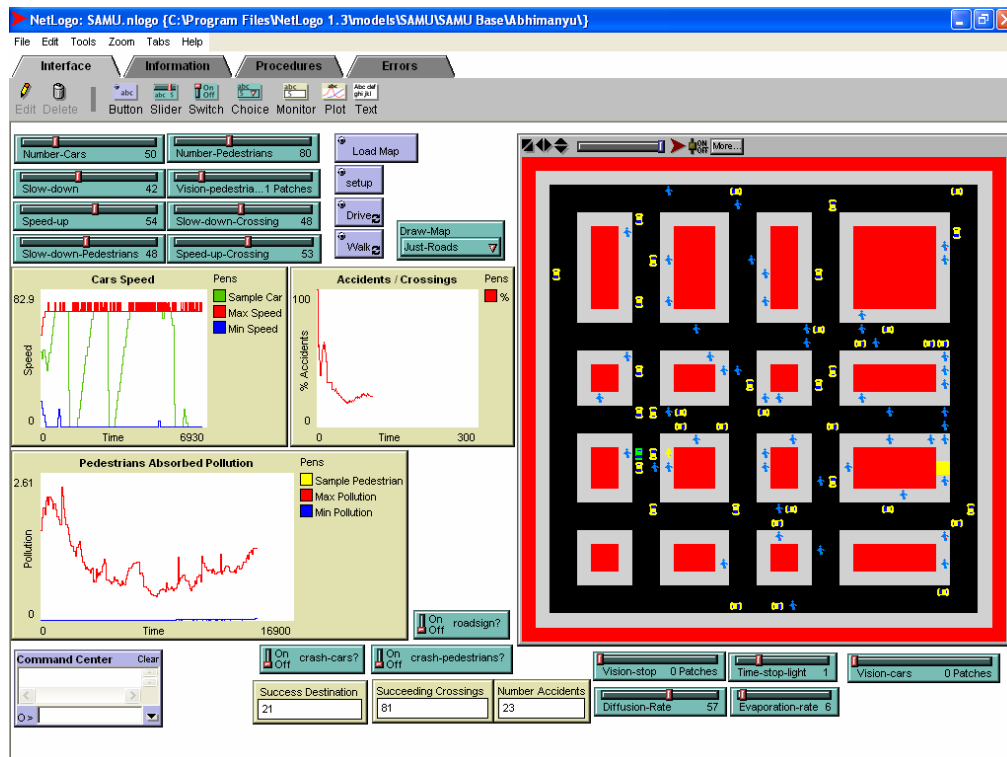 NetLogo: SAMU.nlogo {C:\Program Files\NetLogo 1.3\models\SAMU\SAMU Base\Abhimanyu\}
File Edit Tools Zoom Tabs Help
Interface Information Procedures Errors
Edit Delete Button Slider Switch Choice Monitor Plot Text
Number-Cars 50
Number-Pedestrians 80
Load Map
More...
ON OFF
Slow-down 42
Vision-pedestria...1 Patches
setup
Speed-up 54
Slow-down-Crossing 48
Drive
Slow-down-Pedestrians 48
Speed-up-Crossing 53
Walk
Draw-Map
Just-Roads
Cars Speed
82.9
Speed
0
0 Time 6930
Pens
Sample Car
Max Speed
Min Speed
Accidents / Crossings
100
% Accidents
0
0 Time 300
Pens
%
Pedestrians Absorbed Pollution
2.61
Pollution
0
0 Time 16900
Pens
Sample Pedestrian
Max Pollution
Min Pollution
On Off roadsign?
On Off crash-cars?
On Off crash-pedestrians?
Command Center Clear
O>
Success Destination
21
Succeeding Crossings
81
Number Accidents
23
Vision-stop 0 Patches
Time-stop-light 1
Vision-cars 0 Patches
Diffusion-Rate 57
Evaporation-rate 6